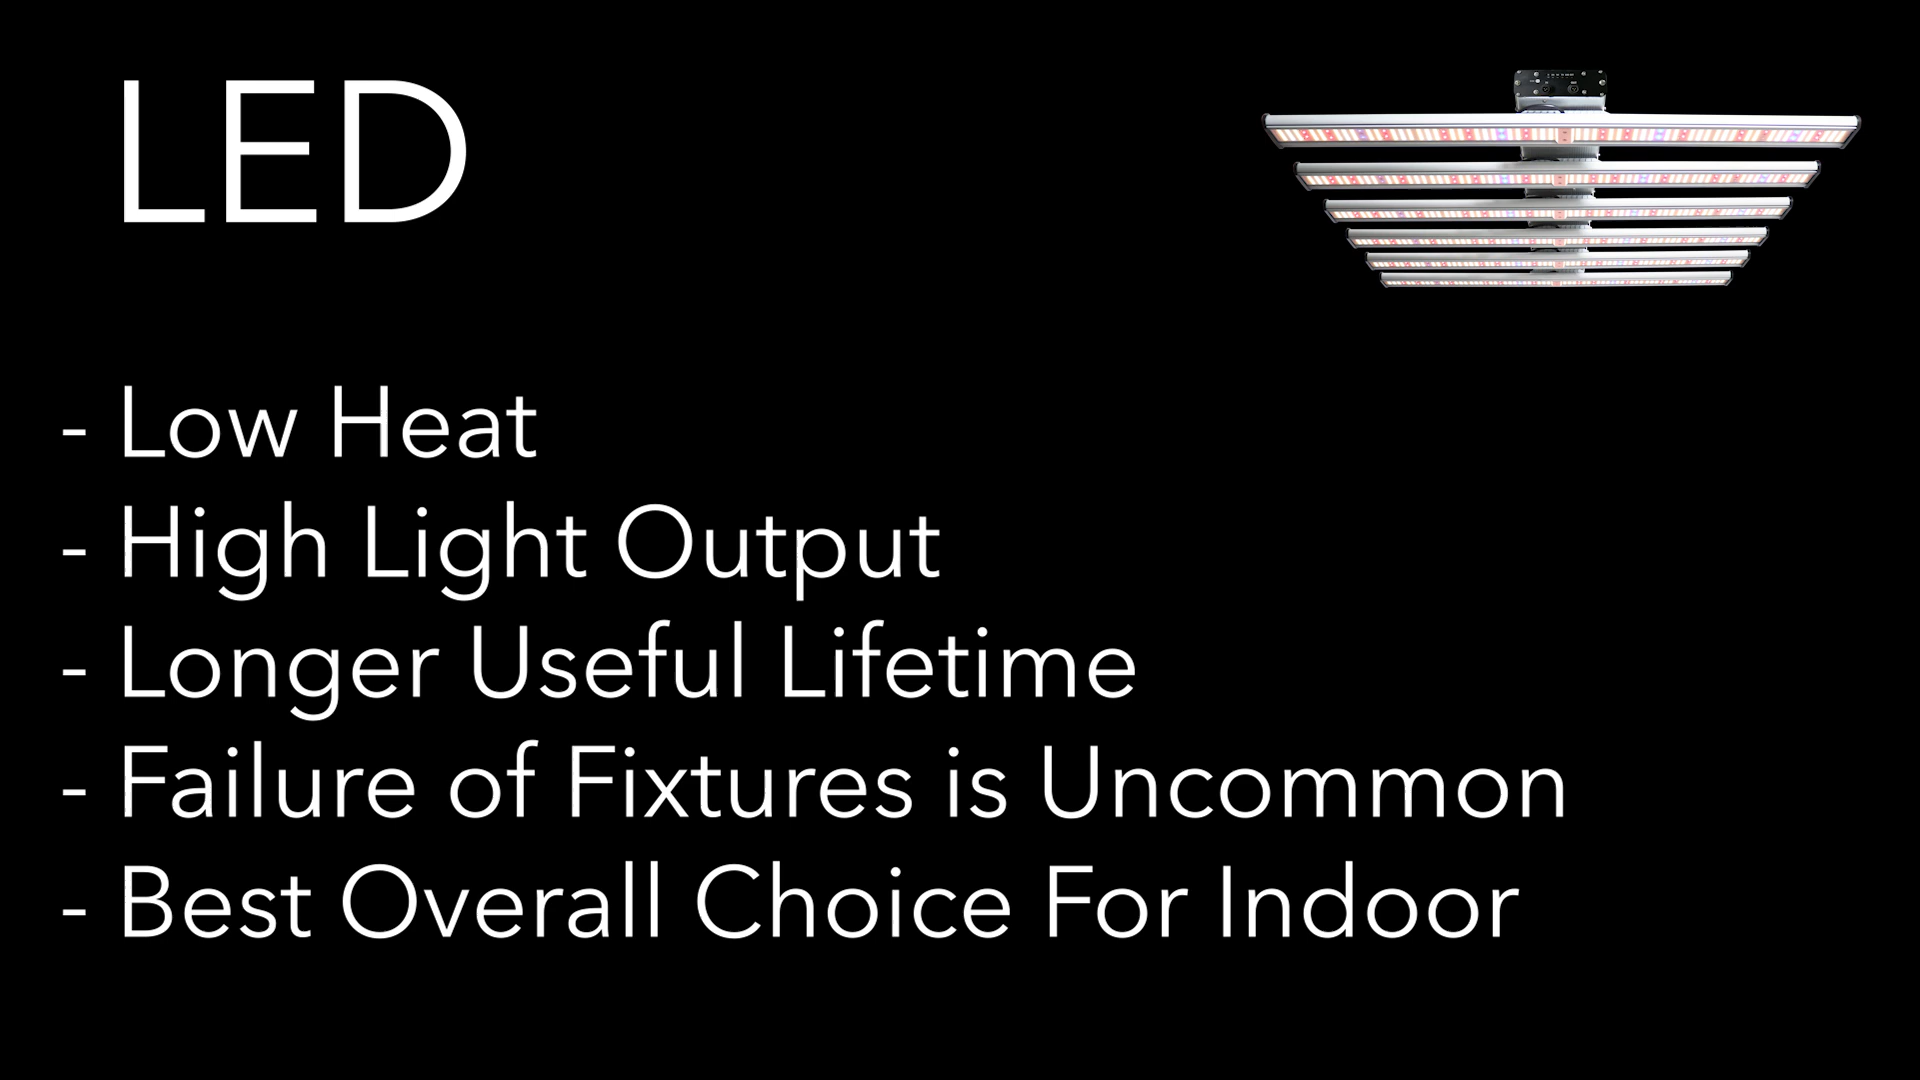 LED
- Low Heat
- High Light Output
- Longer Useful Lifetime
- Failure of Fixtures is Uncommon
- Best Overall Choice For Indoor